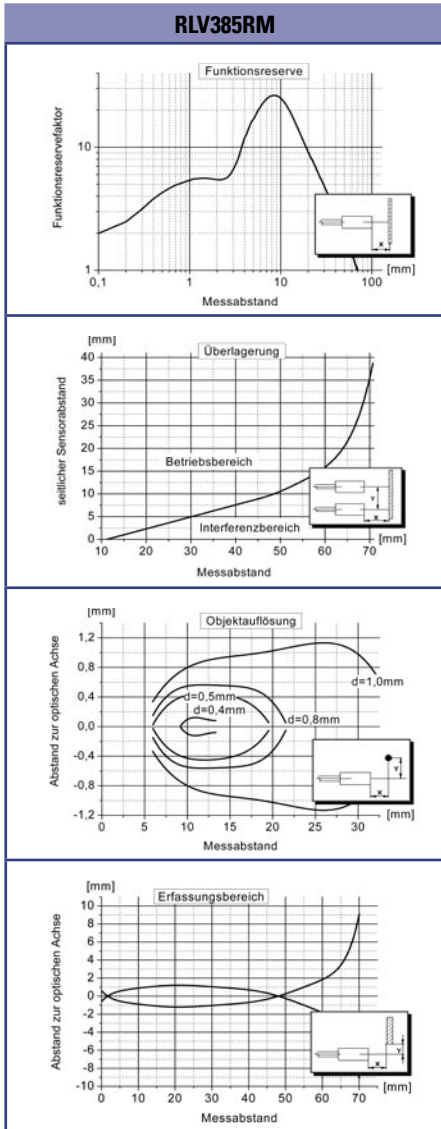 RLV385RM
Funktionsreserve
Funktionsreservefaktor
10
1
0,1 1 10 100
[mm]
Messabstand
X
[mm]
Überlagerung
seitlicher Sensorabstand
40
35
30
25
20
15
10
5
0
Betriebsbereich
Interferenzbereich
10 20 30 40 50 60 70
[mm]
Messabstand
Y
X
[mm]
Objektauflösung
Abstand zur optischen Achse
1,2
0,8
0,4
0,0
-0,4
-0,8
-1,2
d=1,0mm
d=0,5mm
d=0,4mm
d=0,8mm
0 5 10 15 20 25 30
[mm]
Messabstand
Y
X
[mm]
Erfassungsbereich
Abstand zur optischen Achse
10
8
6
4
2
0
-2
-4
-6
-8
-10
0 10 20 30 40 50 60 70
[mm]
Messabstand
Y
X